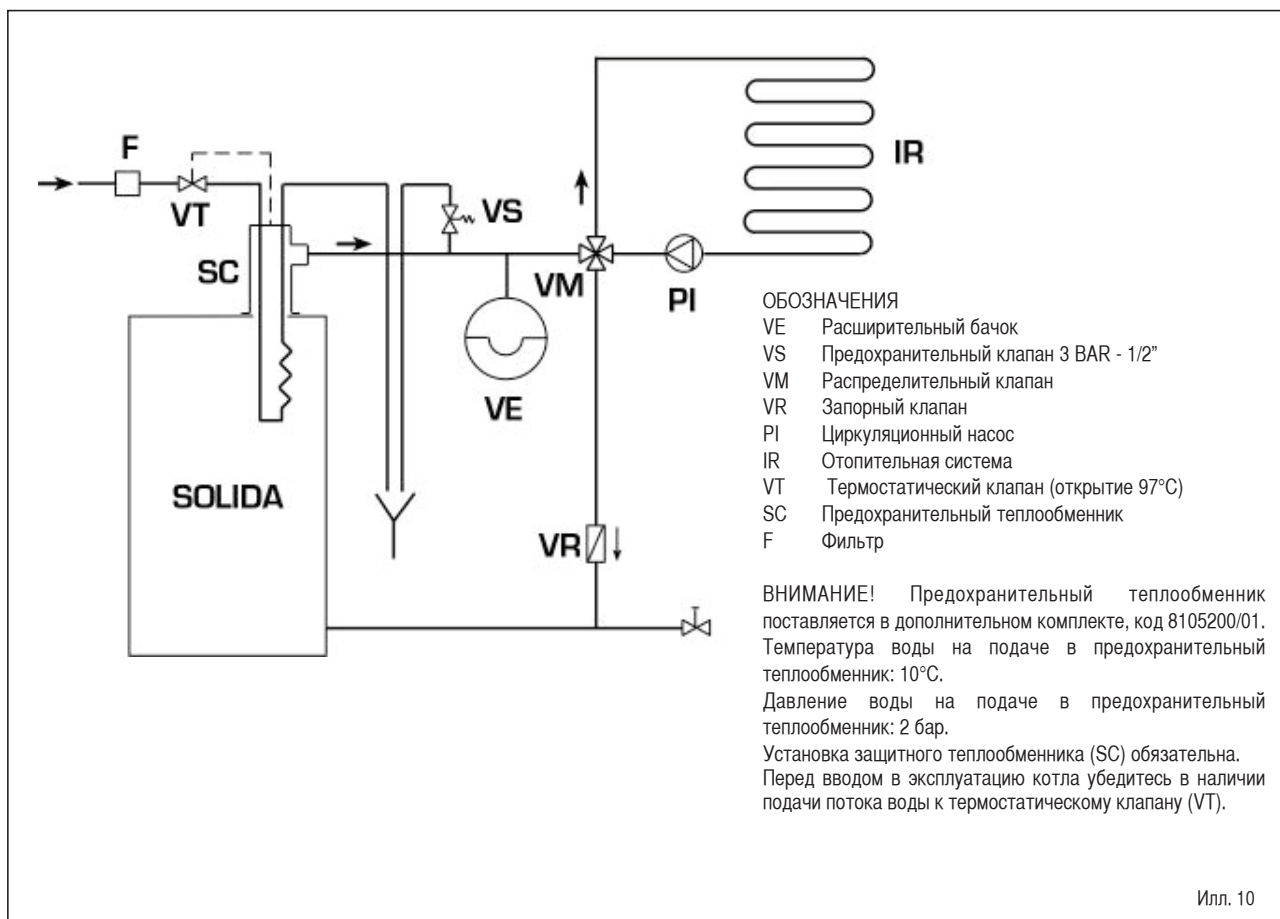 F
VT
SC
VS
VM
PI
IR
VE
VR
SOLIDA
ОБОЗНАЧЕНИЯ
VE Расширительный бачок
VS Предохранительный клапан 3 BAR - 1/2”
VM Распределительный клапан
VR Запорный клапан
PI Циркуляционный насос
IR Отопительная система
VT Термостатический клапан (открытие 97°C)
SC Предохранительный теплообменник
F Фильтр
ВНИМАНИЕ! Предохранительный теплообменник
поставляется в дополнительном комплекте, код 8105200/01.
Температура воды на подаче в предохранительный
теплообменник: 10°C.
Давление воды на подаче в предохранительный
теплообменник: 2 бар.
Установка защитного теплообменника (SC) обязательна.
Перед вводом в эксплуатацию котла убедитесь в наличии
подачи потока воды к термостатическому клапану (VT).
Илл. 10